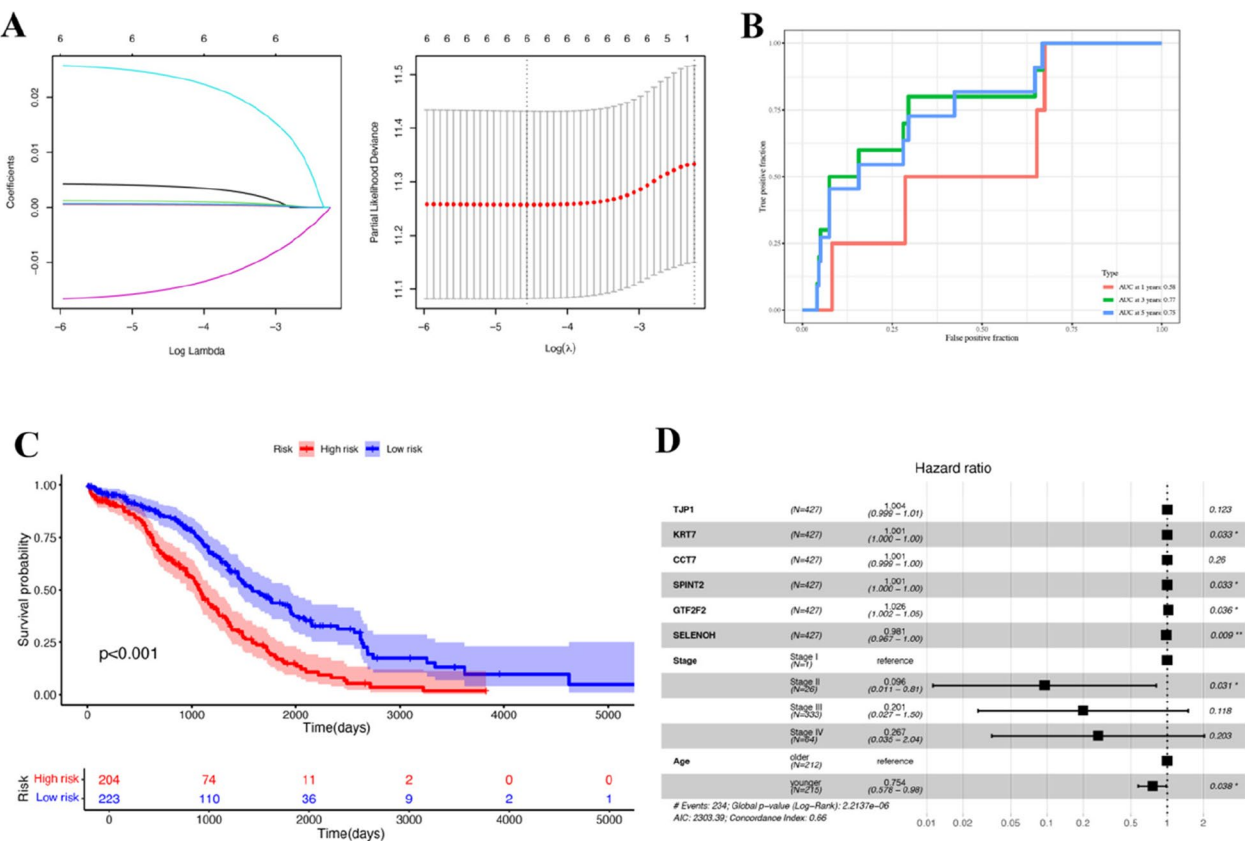 A
6 6 6 6
0.02
0.01
0.00
−0.01
Coefficients
−6 −5 −4 −3
Log Lambda
6 6 6 6 6 6 6 6 6 6 6 6 6 5 1
11.5
11.4
11.3
11.2
11.1
Partial Likelihood Deviance
−6 −5 −4 −3
Log(λ)
B
1.00
0.75
0.50
0.25
0.00
True positive fraction
Type
AUC at 1 years: 0.58
AUC at 3 years: 0.77
AUC at 5 years: 0.75
0.00 0.25 0.50 0.75 1.00
False positive fraction
C
Risk High risk Low risk
1.00
0.75
0.50
0.25
0.00
Survival probability
p<0.001
0 1000 2000 3000 4000 5000
Time(days)
Risk
High risk 204 74 11 2 0 0
Low risk 223 110 36 9 2 1
0 1000 2000 3000 4000 5000
Time(days)
D
Hazard ratio
TJP1 (N=427) 1.004 (0.999 − 1.01) 0.123
KRT7 (N=427) 1.001 (1.000 − 1.00) 0.033 *
CCT7 (N=427) 1.001 (0.999 − 1.00) 0.26
SPINT2 (N=427) 1.001 (1.000 − 1.00) 0.033 *
GTF2F2 (N=427) 1.026 (1.002 − 1.05) 0.036 *
SELENOH (N=427) 0.981 (0.967 − 1.00) 0.009 **
Stage Stage I (N=1) reference
Stage II (N=26) 0.096 (0.011 − 0.81) 0.031 *
Stage III (N=333) 0.201 (0.027 − 1.50) 0.118
Stage IV (N=64) 0.267 (0.035 − 2.04) 0.203
Age older (N=212) reference
younger (N=215) 0.754 (0.578 − 0.98) 0.038 *
# Events: 234; Global p−value (Log−Rank): 2.2137e−06
AIC: 2303.39; Concordance Index: 0.66
0.01 0.02 0.05 0.1 0.2 0.5 1 2